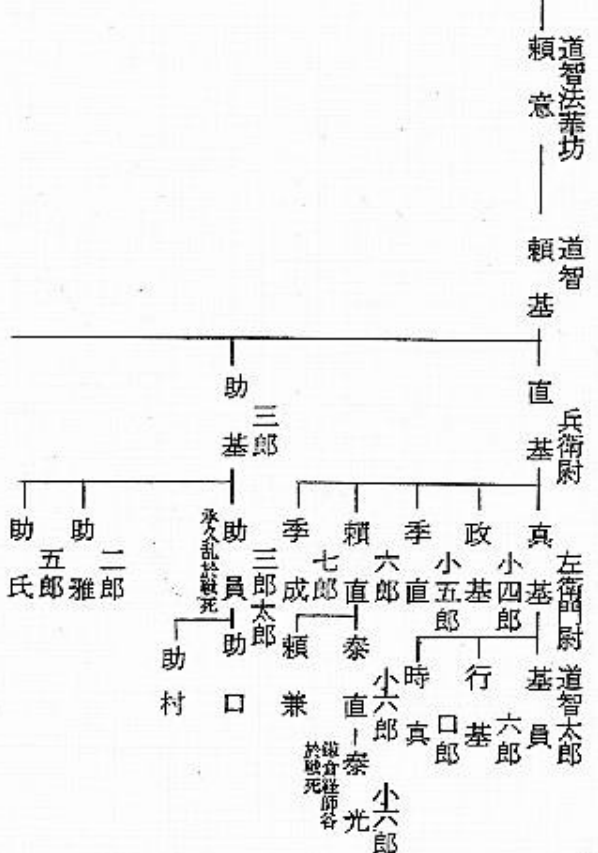 道智法華坊
頼意
道智
頼基
兵衛尉
直基
三郎
助基
左衛門尉
真基
小四郎
政基
小五郎
季直
六郎
頼直
七郎
季成
三郎太郎
助員
承久乱於戦死
二郎
助雅
五郎
助氏
道智太郎
基員
六郎
行基
口郎
時真
小六郎
泰直
頼兼
助口
助村
小六郎
泰光
鎌倉経師谷
於戦死